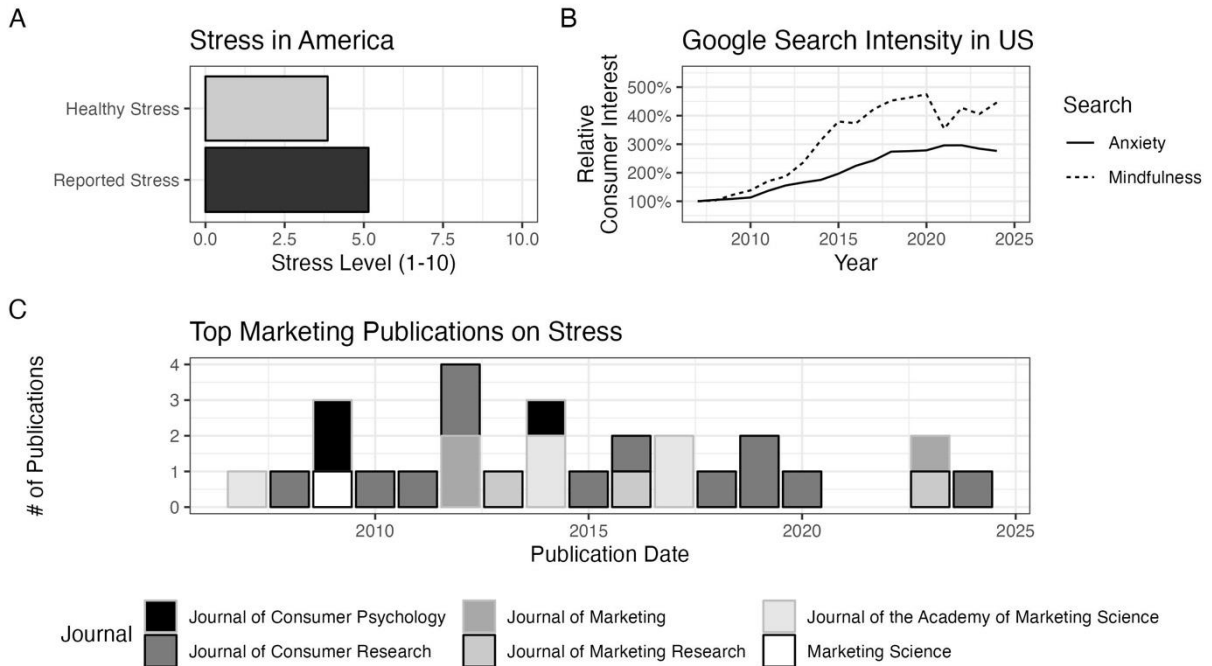 A
Stress in America
Healthy Stress
Reported Stress
0.0 2.5 5.0 7.5 10.0
Stress Level (1-10)
B
Google Search Intensity in US
Relative
Consumer Interest
500%
400%
300%
200%
100%
2010 2015 2020 2025
Year
Search
Anxiety
Mindfulness
C
Top Marketing Publications on Stress
# of Publications
4
3
2
1
0
2010 2015 2020 2025
Publication Date
Journal
Journal of Consumer Psychology
Journal of Consumer Research
Journal of Marketing
Journal of Marketing Research
Journal of the Academy of Marketing Science
Marketing Science